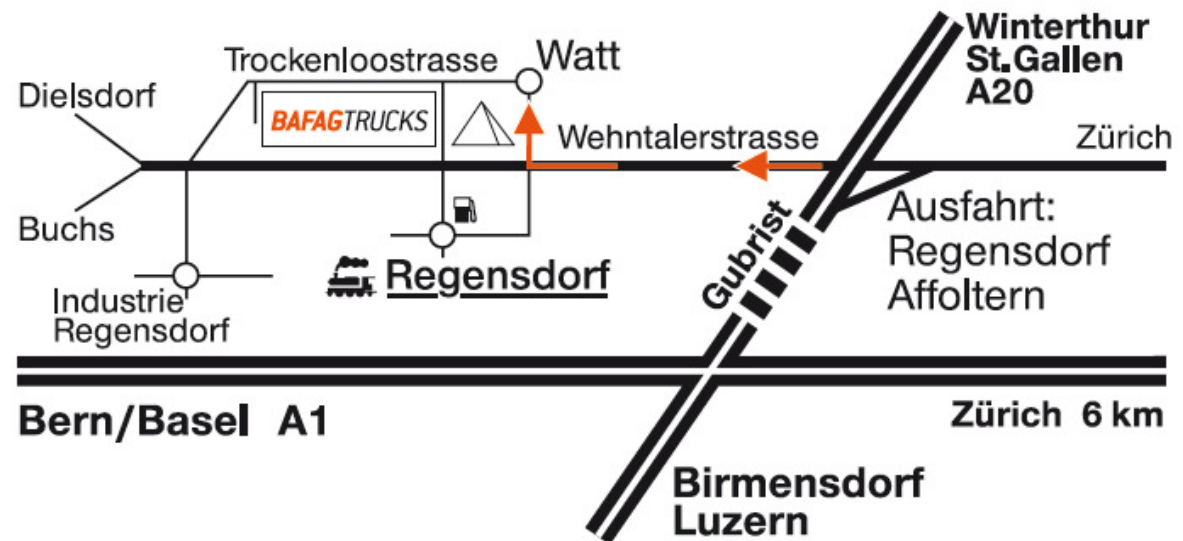 Winterthur
St.Gallen
A20
Trockenloostrasse
Watt
Dielsdorf
BAFAGTRUCKS
Wehntalerstrasse
Zürich
Buchs
Gubrist
Ausfahrt:
Regensdorf
Affoltern
Regensdorf
Industrie
Regensdorf
Bern/Basel A1
Zürich 6 km
Birmensdorf
Luzern